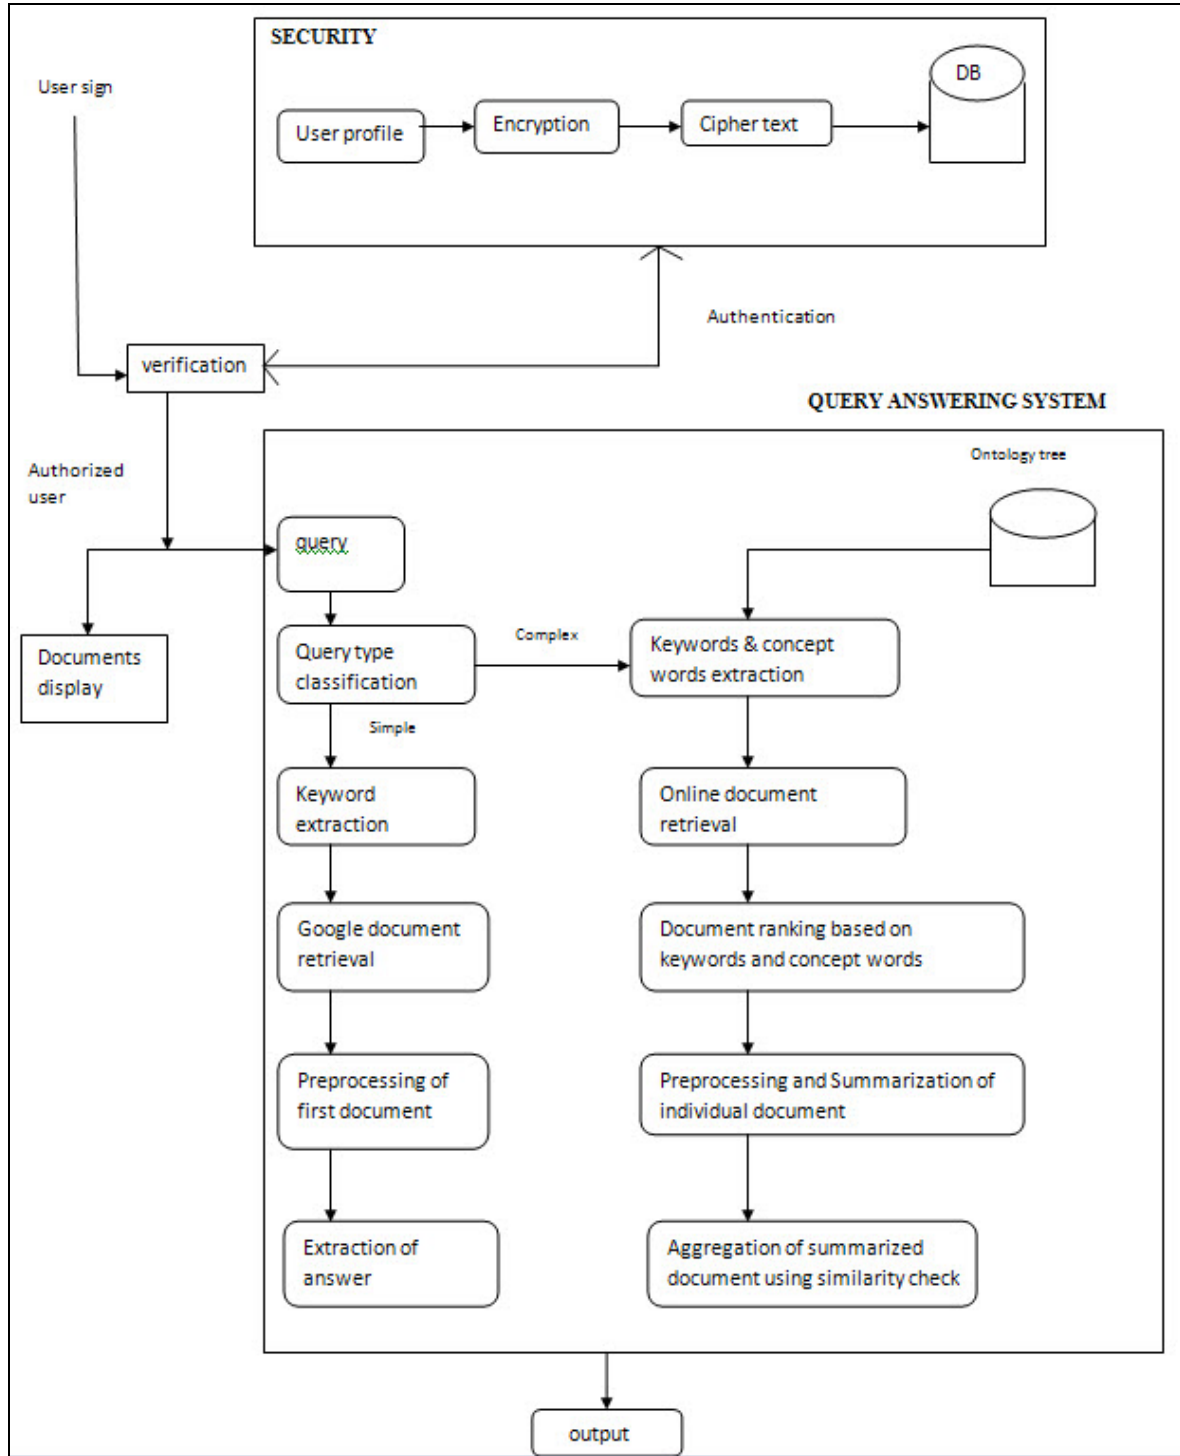 SECURITY
User sign
DB
User profile
Encryption
Cipher text
Authentication
verification
QUERY ANSWERING SYSTEM
Authorized
user
Ontology tree
query
Documents
display
Query type
classification
Complex
Keywords & concept
words extraction
Simple
Keyword
extraction
Online document
retrieval
Google document
retrieval
Document ranking based on
keywords and concept words
Preprocessing of
first document
Preprocessing and Summarization of
individual document
Extraction of
answer
Aggregation of summarized
document using similarity check
output